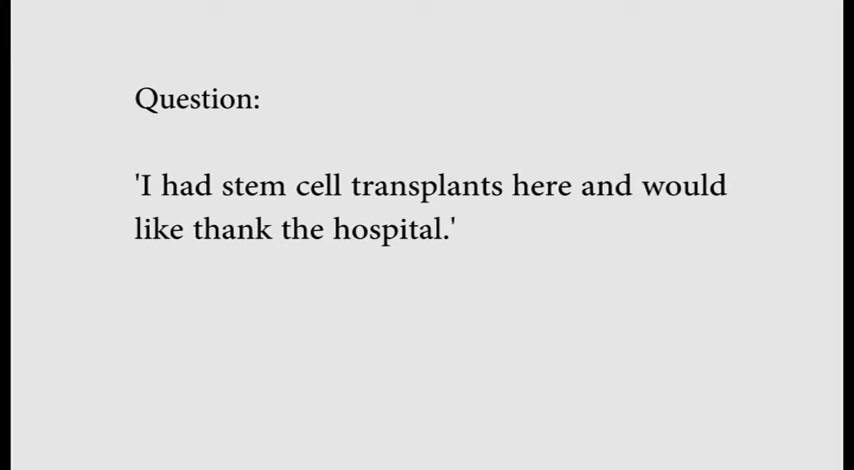 Question:
'I had stem cell transplants here and would
like thank the hospital.'